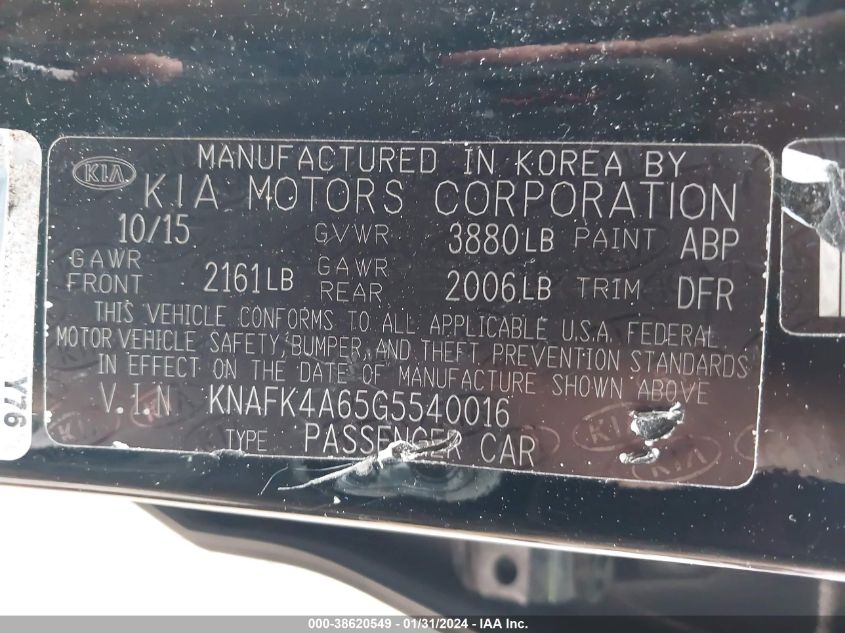 MANUFACTURED IN KOREA BY
KIA KIA MOTORS CORPORATION
10/15 GVWR 3880LB PAINT ABP
GAWR FRONT 2161LB GAWR REAR 2006LB TRIM DFR
THIS VEHICLE CONFORMS TO ALL APPLICABLE U.S.A. FEDERAL
MOTOR VEHICLE SAFETY, BUMPER, AND THEFT PREVENTION STANDARDS
IN EFFECT ON THE DATE OF MANUFACTURE SHOWN ABOVE
V.I.N KNAFK4A65G5540016
TYPE PASSENGER CAR
Y76
000-38620549 - 01/31/2024 - IAA Inc.